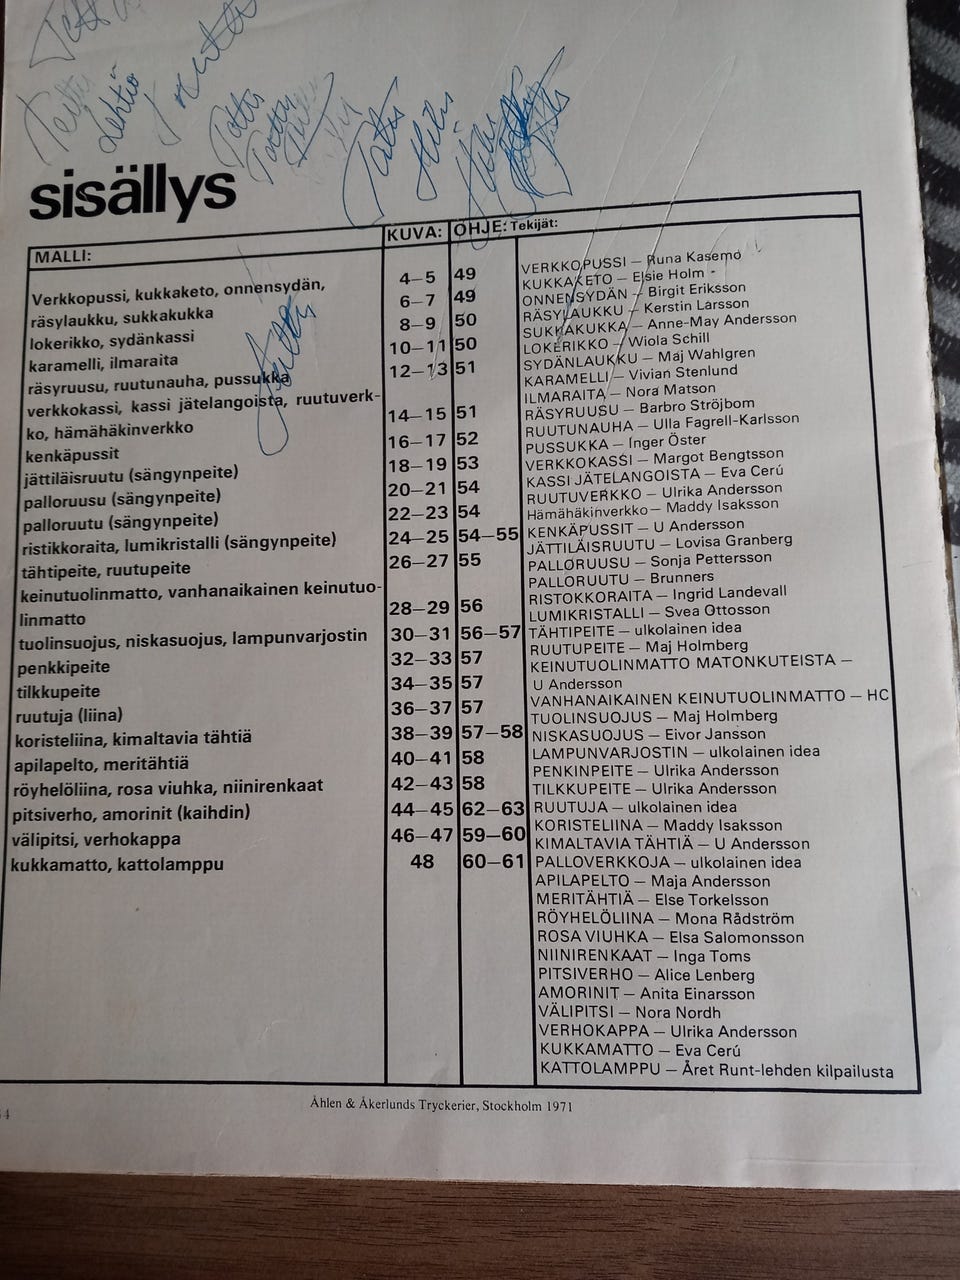 Lehtiö
sisällys
MALLI:
KUVA:
OHJE:
Tekijät:
Verkkopussi, kukkaketo, onnensydän,
räsylaukku, sukkakukka
lokerikko, sydänkassi
karamelli, ilmaraita
räsyruusu, ruutunauha, pussukka
verkkokassi, kassi jätelangoista, ruutuverk-
ko, hämähäkinverkko
kenkäpussit
jättiläisruutu (sängynpeite)
palloruusu (sängynpeite)
palloruutu (sängynpeite)
ristikkoraita, lumikristalli (sängynpeite)
tähtipeite, ruutupeite
keinutuolinmatto, vanhanaikainen keinutuo-
linmatto
tuolinsuojus, niskasuojus, lampunvarjostin
penkkipeite
tilkkupeite
ruutuja (liina)
koristeliina, kimaltavia tähtiä
apilapelto, meritähtiä
röyhelöliina, rosa viuhka, niinirenkaat
pitsiverho, amorinit (kaihdin)
välipitsi, verhokappa
kukkamatto, kattolamppu
4—5 49
6—7 49
8—9 50
10—11 50
12—13 51
14—15 51
16—17 52
18—19 53
20—21 54
22—23 54
24—25 54—55
26—27 55
28—29 56
30—31 56—57
32—33 57
34—35 57
36—37 57
38—39 57—58
40—41 58
42—43 58
44—45 62—63
46—47 59—60
48 60—61
VERKKOPUSSI — Runa Kasemo
KUKKAKETO — Elsie Holm
ONNENSYDÄN — Birgit Eriksson
RÄSYLAUKKU — Kerstin Larsson
SUKKAKUKKA — Anne-May Andersson
LOKERIKKO — Wiola Schill
SYDÄNLAUKKU — Maj Wahlgren
KARAMELLI — Vivian Stenlund
ILMARAITA — Nora Matson
RÄSYRUUSU — Barbro Ströjbom
RUUTUNAUHA — Ulla Fagrell-Karlsson
PUSSUKKA — Inger Öster
VERKKOKASSI — Margot Bengtsson
KASSI JÄTELANGOISTA — Eva Cerú
RUUTUVERKKO — Ulrika Andersson
Hämähäkinverkko — Maddy Isaksson
KENKÄPUSSIT — U Andersson
JÄTTILÄISRUUTU — Lovisa Granberg
PALLORUUSU — Sonja Pettersson
PALLORUUTU — Brunners
RISTOKKORAITA — Ingrid Landevall
LUMIKRISTALLI — Svea Ottosson
TÄHTIPEITE — ulkolainen idea
RUUTUPEITE — Maj Holmberg
KEINUTUOLINMATTO MATONKUTEISTA —
U Andersson
VANHANAIKAINEN KEINUTUOLINMATTO — HC
TUOLINSUOJUS — Maj Holmberg
NISKASUOJUS — Eivor Jansson
LAMPUNVARJOSTIN — ulkolainen idea
PENKINPEITE — Ulrika Andersson
TILKKUPEITE — Ulrika Andersson
RUUTUJA — ulkolainen idea
KORISTELIINA — Maddy Isaksson
KIMALTAVIA TÄHTIÄ — U Andersson
PALLOVERKKOJA — ulkolainen idea
APILAPELTO — Maja Andersson
MERITÄHTIÄ — Else Torkelsson
RÖYHELÖLIINA — Mona Rådström
ROSA VIUHKA — Elsa Salomonsson
NIINIRENKAAT — Inga Toms
PITSIVERHO — Alice Lenberg
AMORINIT — Anita Einarsson
VÄLIPITSI — Nora Nordh
VERHOKAPPA — Ulrika Andersson
KUKKAMATTO — Eva Cerú
KATTOLAMPPU — Året Runt-lehden kilpailusta
Åhlen & Åkerlunds Tryckerier, Stockholm 1971